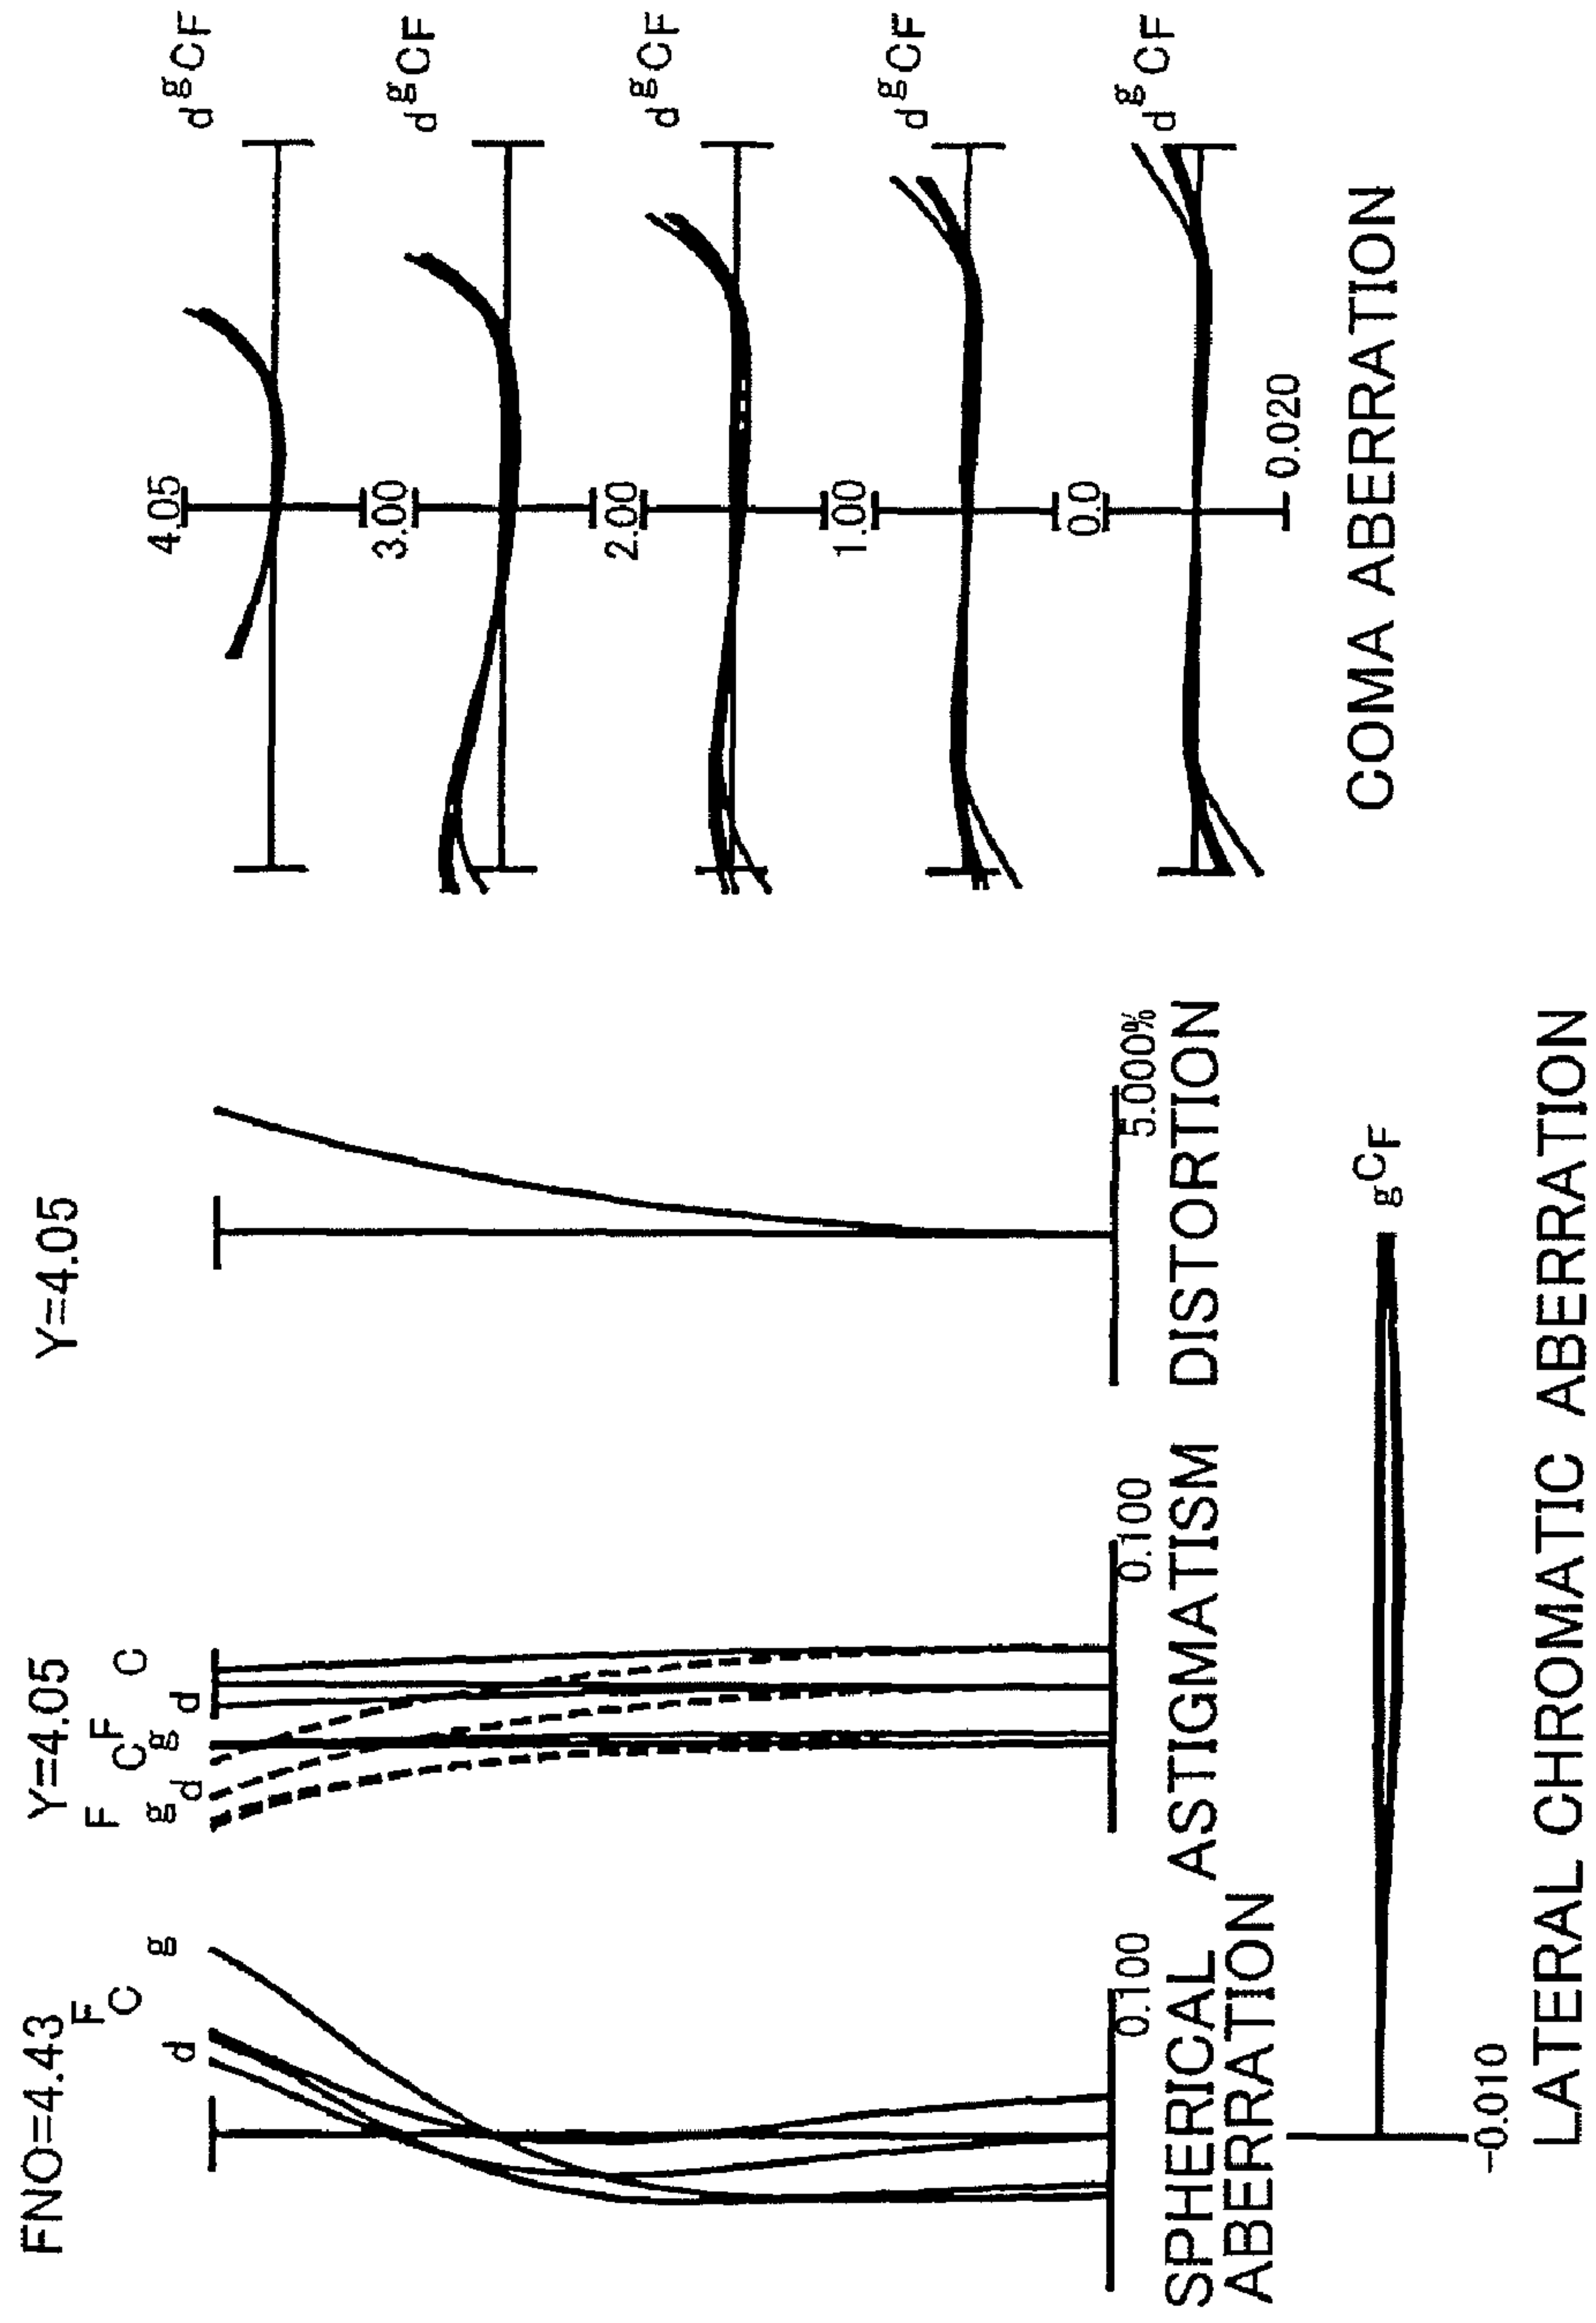 FNO=4.43
d
F
C
g
SPHERICAL
ABERRATION
0.100
Y=4.05
F
g
d
C
F
g
d
C
0.100
ASTIGMATISM
Y=4.05
5.000%
DISTORTION
4.05
d g C F
3.00
d g C F
2.00
d g C F
1.00
d g C F
0.0
d g C F
0.020
COMA ABERRATION
g C F
-0.010
LATERAL CHROMATIC ABERRATION